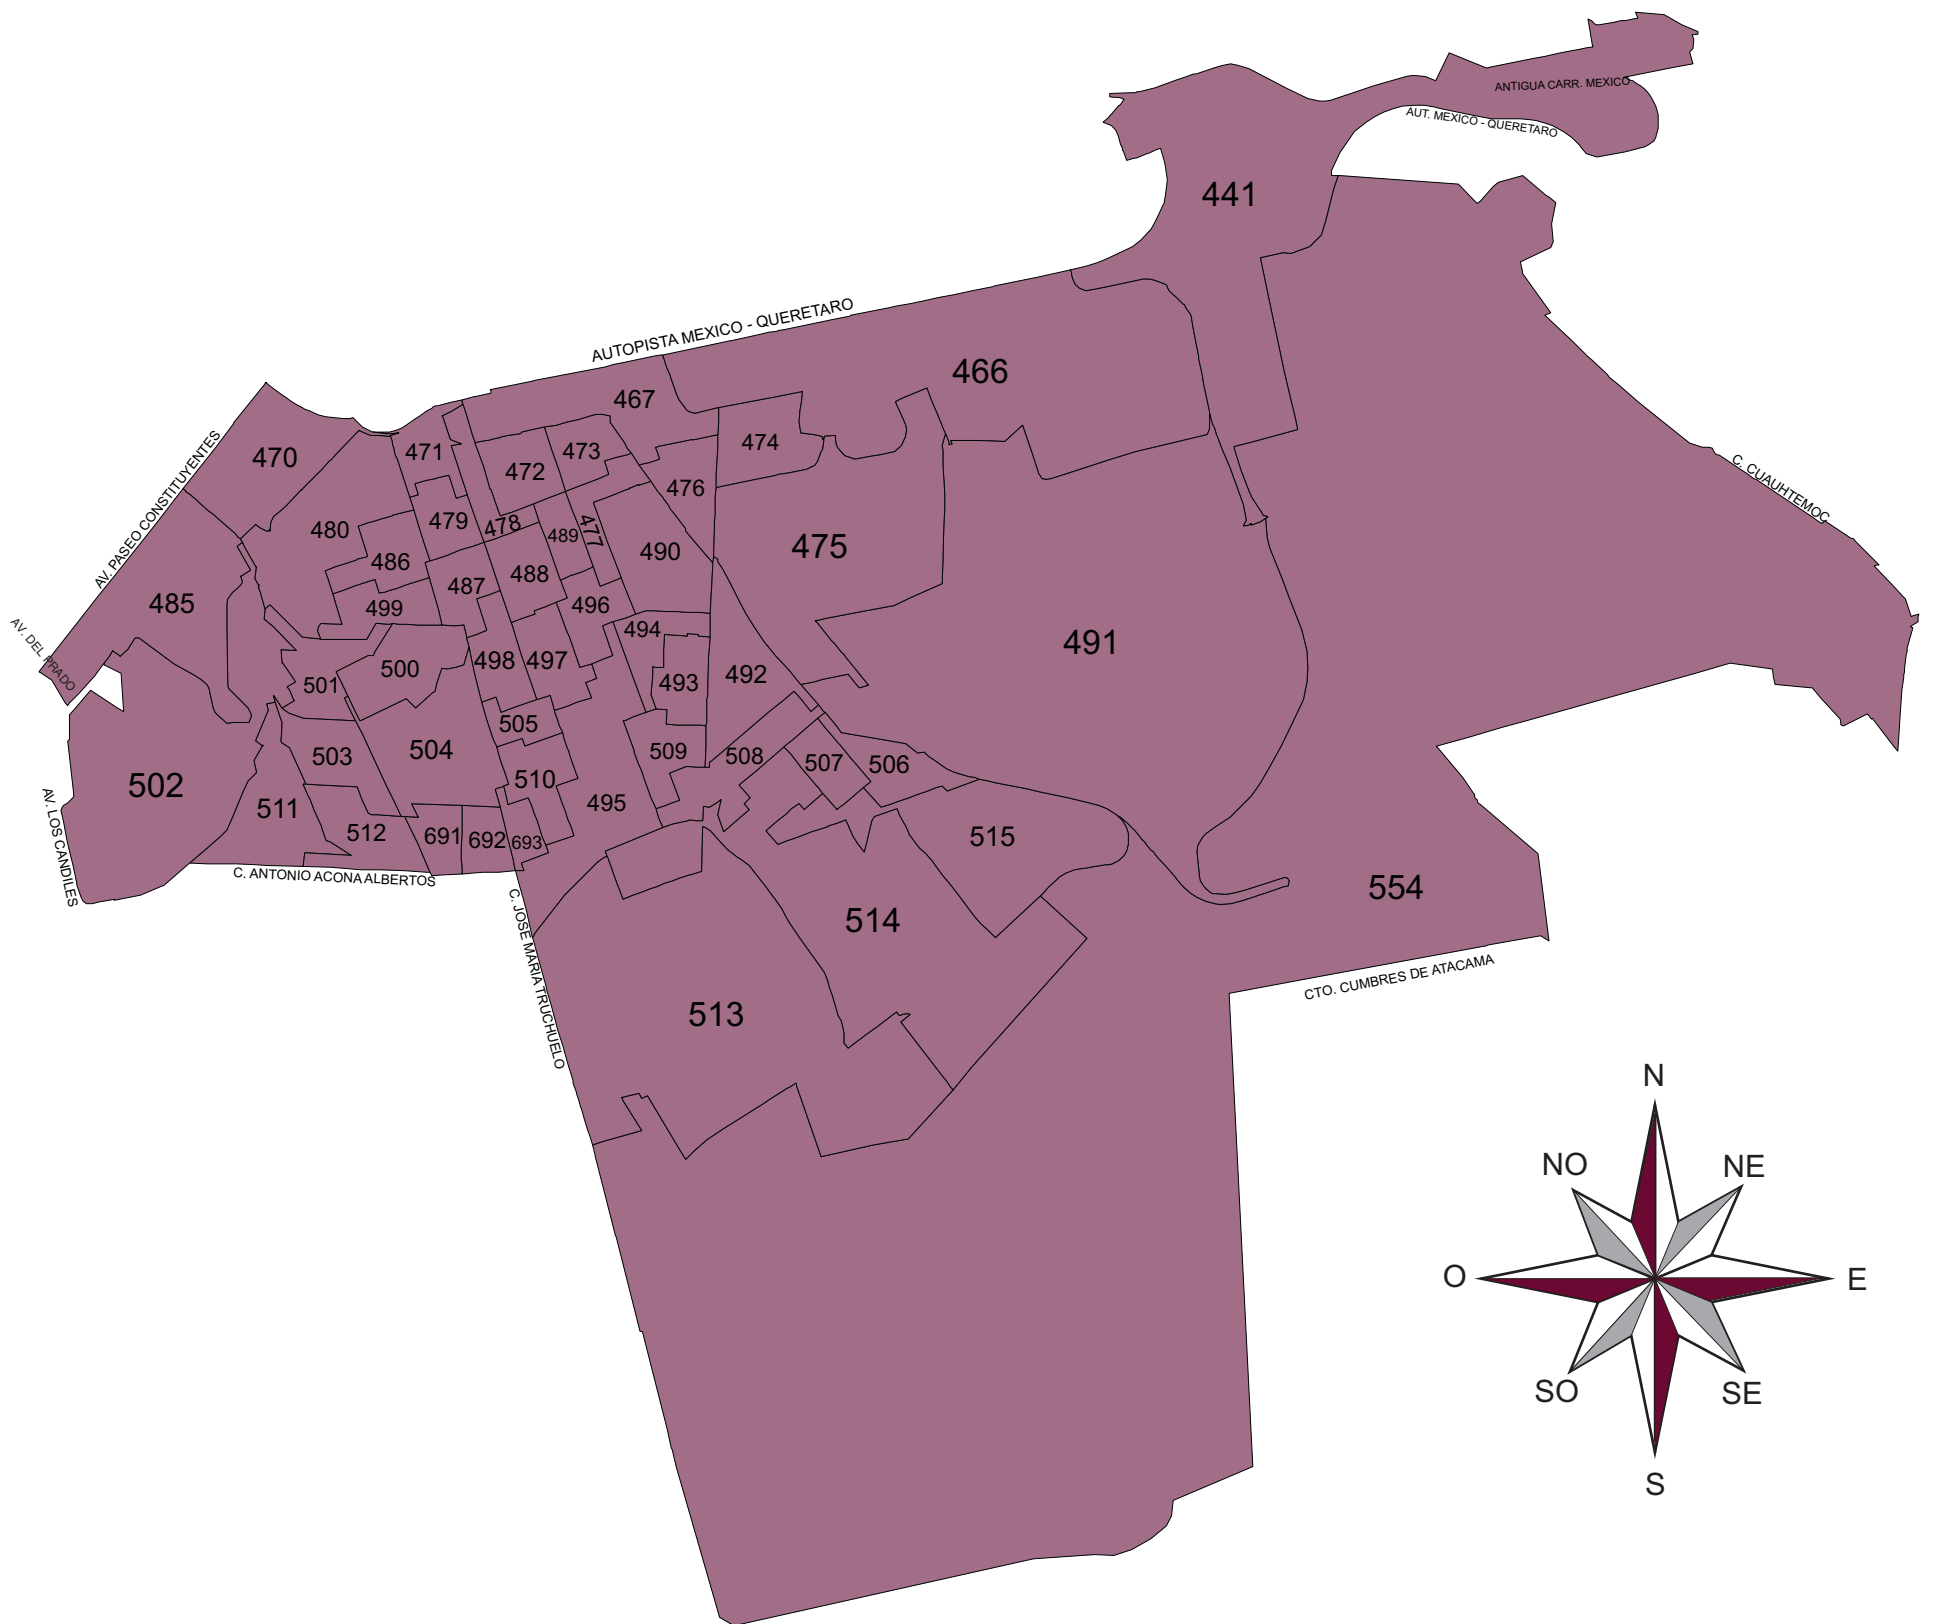 ANTIGUA CARR. MEXICO
AUT. MEXICO - QUERETARO
441
AUTOPISTA MEXICO - QUERETARO
466
467
470
471
472
473
474
476
AV. PASEO CONSTITUYENTES
C. CUAUHTEMOC
480
479
478
489
477
490
475
486
487
488
485
499
496
494
491
AV. DEL PRADO
501
500
498
497
493
492
505
503
504
509
508
507
506
502
510
511
495
AV. LOS CANDILES
512
691
692
693
515
C. ANTONIO ACONA ALBERTOS
554
C. JOSE MARIA TRUCHUELO
514
CTO. CUMBRES DE ATACAMA
513
N
NO
NE
O
E
SO
SE
S